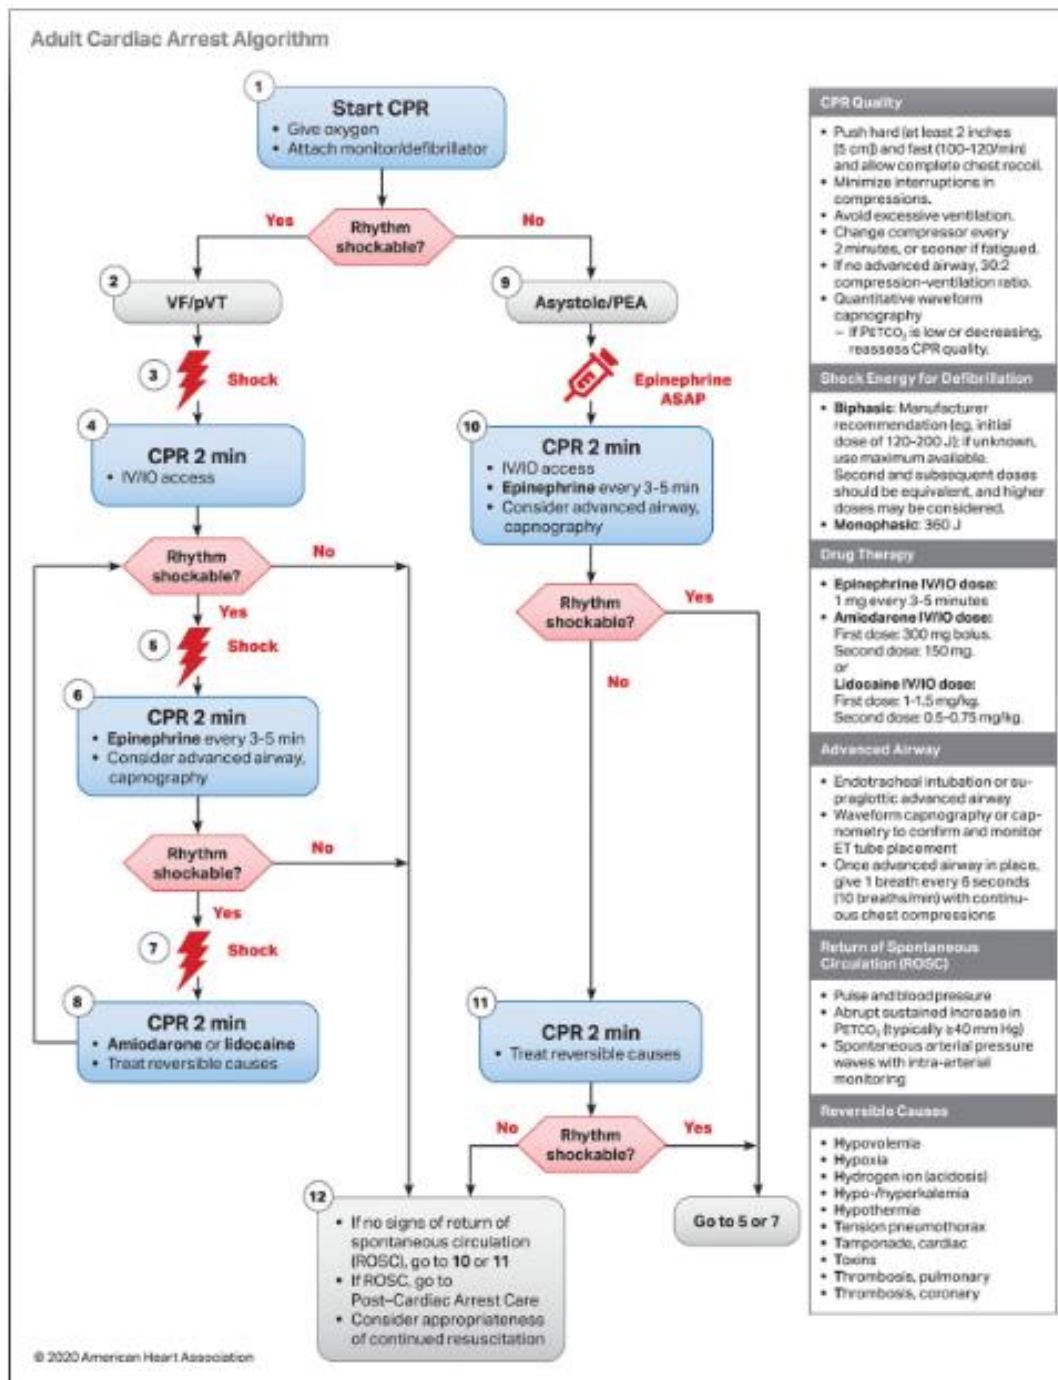 Adult Cardiac Arrest Algorithm
1
Start CPR
• Give oxygen
• Attach monitor/defibrillator
Rhythm
shockable?
Yes
No
2
VF/pVT
9
Asystole/PEA
3
Shock
Epinephrine
ASAP
4
CPR 2 min
• IV/IO access
10
CPR 2 min
• IV/IO access
• Epinephrine every 3-5 min
• Consider advanced airway,
capnography
Rhythm
shockable?
No
Yes
Rhythm
shockable?
Yes
No
5
Shock
6
CPR 2 min
• Epinephrine every 3-5 min
• Consider advanced airway,
capnography
Rhythm
shockable?
No
Yes
7
Shock
8
CPR 2 min
• Amiodarone or lidocaine
• Treat reversible causes
11
CPR 2 min
• Treat reversible causes
No
Rhythm
shockable?
Yes
12
• If no signs of return of
spontaneous circulation
(ROSC), go to 10 or 11
• If ROSC, go to
Post–Cardiac Arrest Care
• Consider appropriateness
of continued resuscitation
Go to 5 or 7
CPR Quality
• Push hard (at least 2 inches
[5 cm]) and fast (100-120/min)
and allow complete chest recoil.
• Minimize interruptions in
compressions.
• Avoid excessive ventilation.
• Change compressor every
2 minutes, or sooner if fatigued.
• If no advanced airway, 30:2
compression-ventilation ratio.
• Quantitative waveform
capnography
– If PETCO₂ is low or decreasing,
reassess CPR quality.
Shock Energy for Defibrillation
• Biphasic: Manufacturer
recommendation (eg, initial
dose of 120-200 J); if unknown,
use maximum available.
Second and subsequent doses
should be equivalent, and higher
doses may be considered.
• Monophasic: 360 J
Drug Therapy
• Epinephrine IV/IO dose:
1 mg every 3-5 minutes
• Amiodarone IV/IO dose:
First dose: 300 mg bolus.
Second dose: 150 mg.
or
Lidocaine IV/IO dose:
First dose: 1-1.5 mg/kg.
Second dose: 0.5-0.75 mg/kg.
Advanced Airway
• Endotracheal intubation or su-
praglottic advanced airway
• Waveform capnography or cap-
nometry to confirm and monitor
ET tube placement
• Once advanced airway in place,
give 1 breath every 6 seconds
(10 breaths/min) with continu-
ous chest compressions
Return of Spontaneous
Circulation (ROSC)
• Pulse and blood pressure
• Abrupt sustained increase in
PETCO₂ (typically ≥40 mm Hg)
• Spontaneous arterial pressure
waves with intra-arterial
monitoring
Reversible Causes
• Hypovolemia
• Hypoxia
• Hydrogen ion (acidosis)
• Hypo-/hyperkalemia
• Hypothermia
• Tension pneumothorax
• Tamponade, cardiac
• Toxins
• Thrombosis, pulmonary
• Thrombosis, coronary
© 2020 American Heart Association